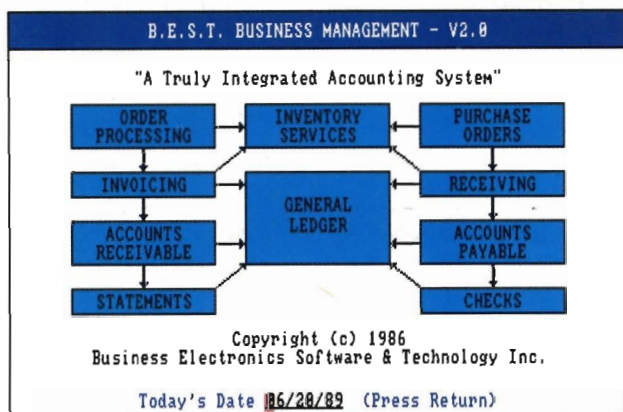 B.E.S.T. BUSINESS MANAGEMENT - V2.0
"A Truly Integrated Accounting System"
ORDER
PROCESSING
INVENTORY
SERVICES
PURCHASE
ORDERS
INVOICING
GENERAL
LEDGER
RECEIVING
ACCOUNTS
RECEIVABLE
ACCOUNTS
PAYABLE
STATEMENTS
CHECKS
Copyright (c) 1986
Business Electronics Software & Technology Inc.
Today's Date 06/20/89 (Press Return)